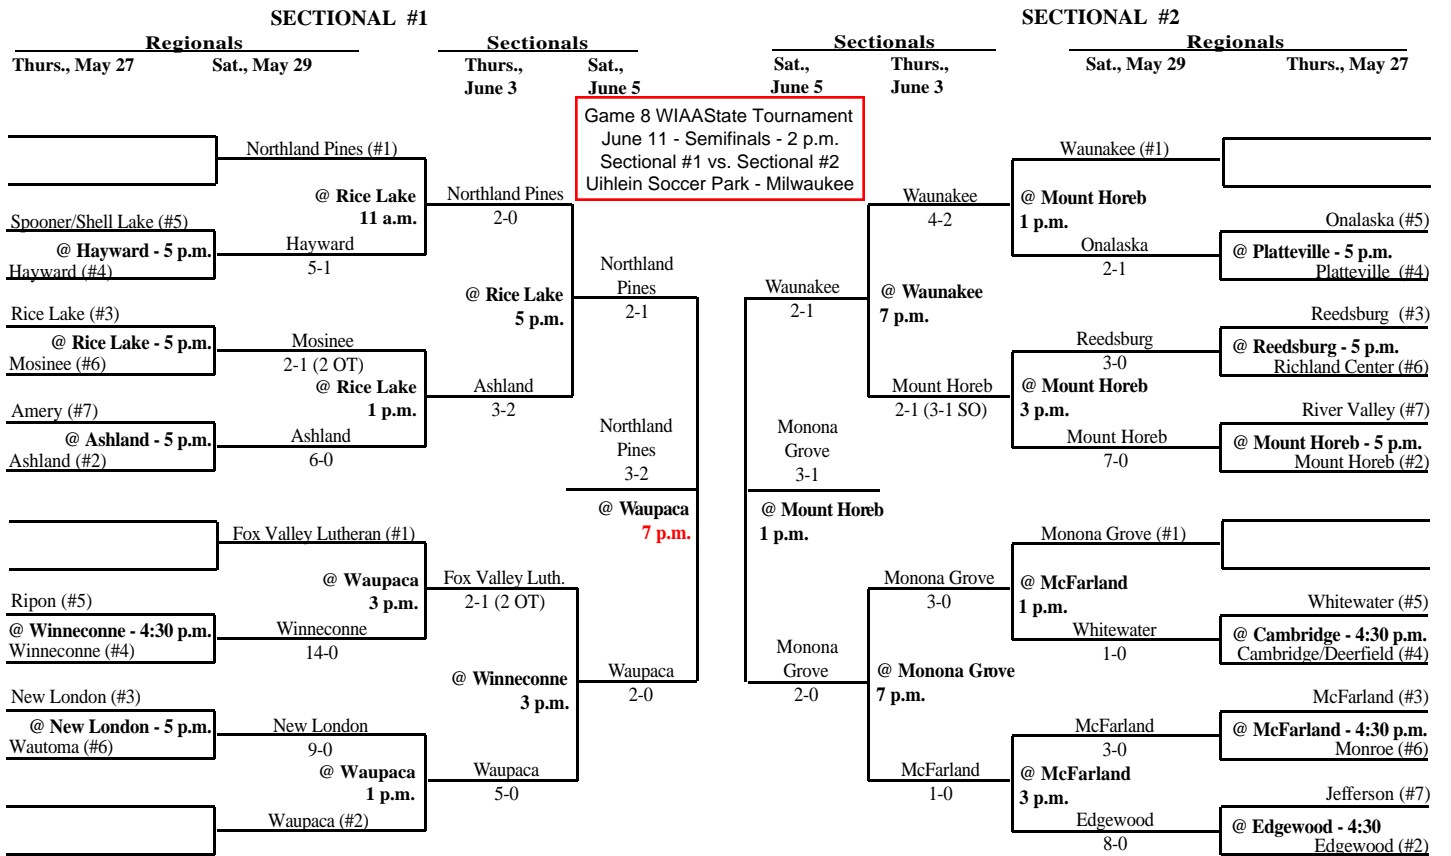 SECTIONAL #1
Regionals
Sectionals
Thurs., May 27
Sat., May 29
Thurs.,
June 3
Sat.,
June 5
SECTIONAL #2
Sectionals
Regionals
Sat.,
June 5
Thurs.,
June 3
Sat., May 29
Thurs., May 27
Game 8 WIAAState Tournament
June 11 - Semifinals - 2 p.m.
Sectional #1 vs. Sectional #2
Uihlein Soccer Park - Milwaukee
Northland Pines (#1)
@ Rice Lake
11 a.m.
Northland Pines
2-0
Spooner/Shell Lake (#5)
@ Hayward - 5 p.m.
Hayward (#4)
Hayward
5-1
Northland
Pines
2-1
@ Rice Lake
5 p.m.
Rice Lake (#3)
@ Rice Lake - 5 p.m.
Mosinee (#6)
Mosinee
2-1 (2 OT)
@ Rice Lake
1 p.m.
Ashland
3-2
Amery (#7)
@ Ashland - 5 p.m.
Ashland (#2)
Ashland
6-0
Northland
Pines
3-2
@ Waupaca
7 p.m.
Fox Valley Lutheran (#1)
@ Waupaca
3 p.m.
Fox Valley Luth.
2-1 (2 OT)
Ripon (#5)
@ Winneconne - 4:30 p.m.
Winneconne (#4)
Winneconne
14-0
@ Winneconne
3 p.m.
Waupaca
2-0
New London (#3)
@ New London - 5 p.m.
Wautoma (#6)
New London
9-0
@ Waupaca
1 p.m.
Waupaca
5-0
Waupaca (#2)
Waunakee (#1)
Waunakee
4-2
@ Mount Horeb
1 p.m.
Onalaska (#5)
@ Platteville - 5 p.m.
Platteville (#4)
Onalaska
2-1
Waunakee
2-1
@ Waunakee
7 p.m.
Reedsburg (#3)
@ Reedsburg - 5 p.m.
Richland Center (#6)
Reedsburg
3-0
Mount Horeb
2-1 (3-1 SO)
@ Mount Horeb
3 p.m.
River Valley (#7)
@ Mount Horeb - 5 p.m.
Mount Horeb (#2)
Mount Horeb
7-0
Monona
Grove
3-1
@ Mount Horeb
1 p.m.
Monona Grove (#1)
Monona Grove
3-0
@ McFarland
1 p.m.
Whitewater (#5)
@ Cambridge - 4:30 p.m.
Cambridge/Deerfield (#4)
Whitewater
1-0
Monona
Grove
2-0
@ Monona Grove
7 p.m.
McFarland (#3)
@ McFarland - 4:30 p.m.
Monroe (#6)
McFarland
3-0
McFarland
1-0
@ McFarland
3 p.m.
Jefferson (#7)
@ Edgewood - 4:30
Edgewood (#2)
Edgewood
8-0